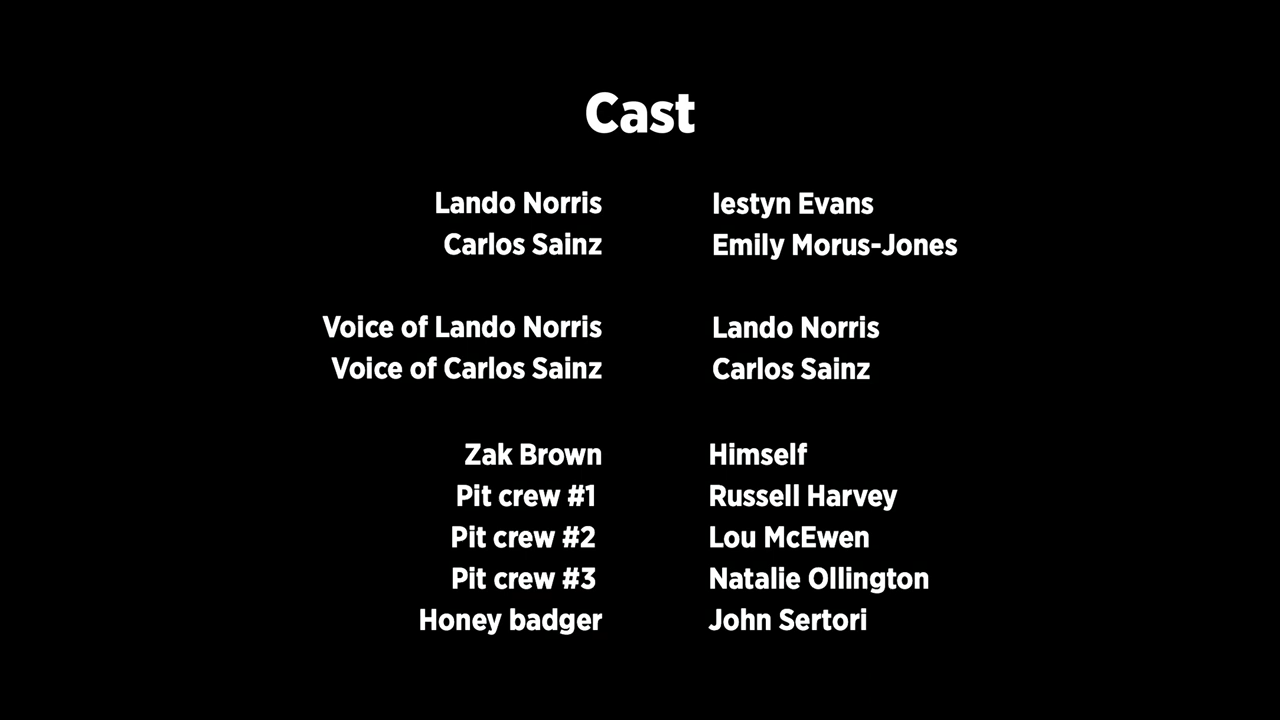 Cast
Lando Norris Iestyn Evans
Carlos Sainz Emily Morus-Jones
Voice of Lando Norris Lando Norris
Voice of Carlos Sainz Carlos Sainz
Zak Brown Himself
Pit crew #1 Russell Harvey
Pit crew #2 Lou McEwen
Pit crew #3 Natalie Ollington
Honey badger John Sertori